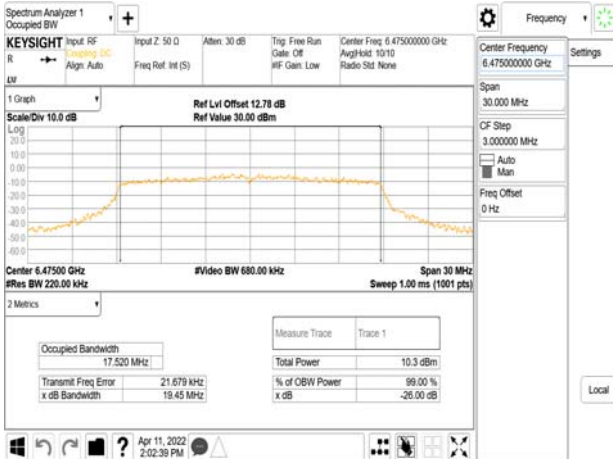 Spectrum Analyzer 1
Occupied BW
Frequency
KEYSIGHT
R
LXI
Input: RF
Coupling: DC
Align: Auto
Input Z: 50 Ω
Freq Ref: Int (S)
Atten: 30 dB
Trig: Free Run
Gate: Off
#IF Gain: Low
Center Freq: 6.475000000 GHz
Avg|Hold: 10/10
Radio Std: None
1 Graph
Scale/Div 10.0 dB
Ref Lvl Offset 12.78 dB
Ref Value 30.00 dBm
Log
20.0
10.0
0.00
-10.0
-20.0
-30.0
-40.0
-50.0
-60.0
Center 6.47500 GHz
#Res BW 220.00 kHz
#Video BW 680.00 kHz
Span 30 MHz
Sweep 1.00 ms (1001 pts)
2 Metrics
Measure Trace
Trace 1
Occupied Bandwidth
17.520 MHz
Total Power
10.3 dBm
Transmit Freq Error
21.679 kHz
% of OBW Power
99.00 %
x dB Bandwidth
19.45 MHz
x dB
-26.00 dB
Center Frequency
6.475000000 GHz
Settings
Span
30.000 MHz
CF Step
3.000000 MHz
Auto
Man
Freq Offset
0 Hz
Local
Apr 11, 2022
2:02:39 PM